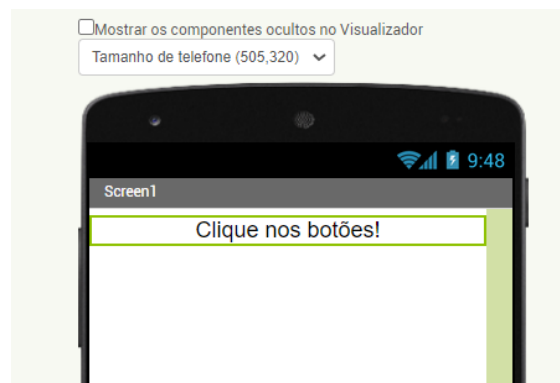 Mostrar os componentes ocultos no Visualizador
Tamanho de telefone (505,320)
9:48
Screen1
Clique nos botões!